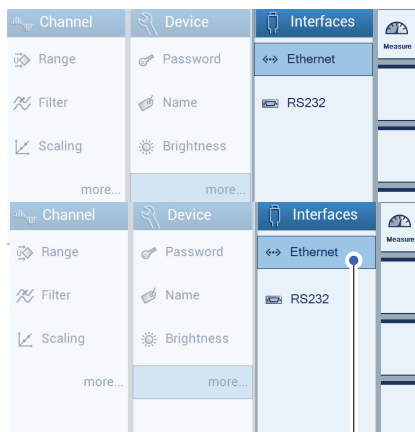 Channel Device Interfaces
Measure
Range Password Ethernet
Filter Name RS232
Scaling Brightness
more... more...
Channel Device Interfaces
Measure
Range Password Ethernet
Filter Name RS232
Scaling Brightness
more... more...